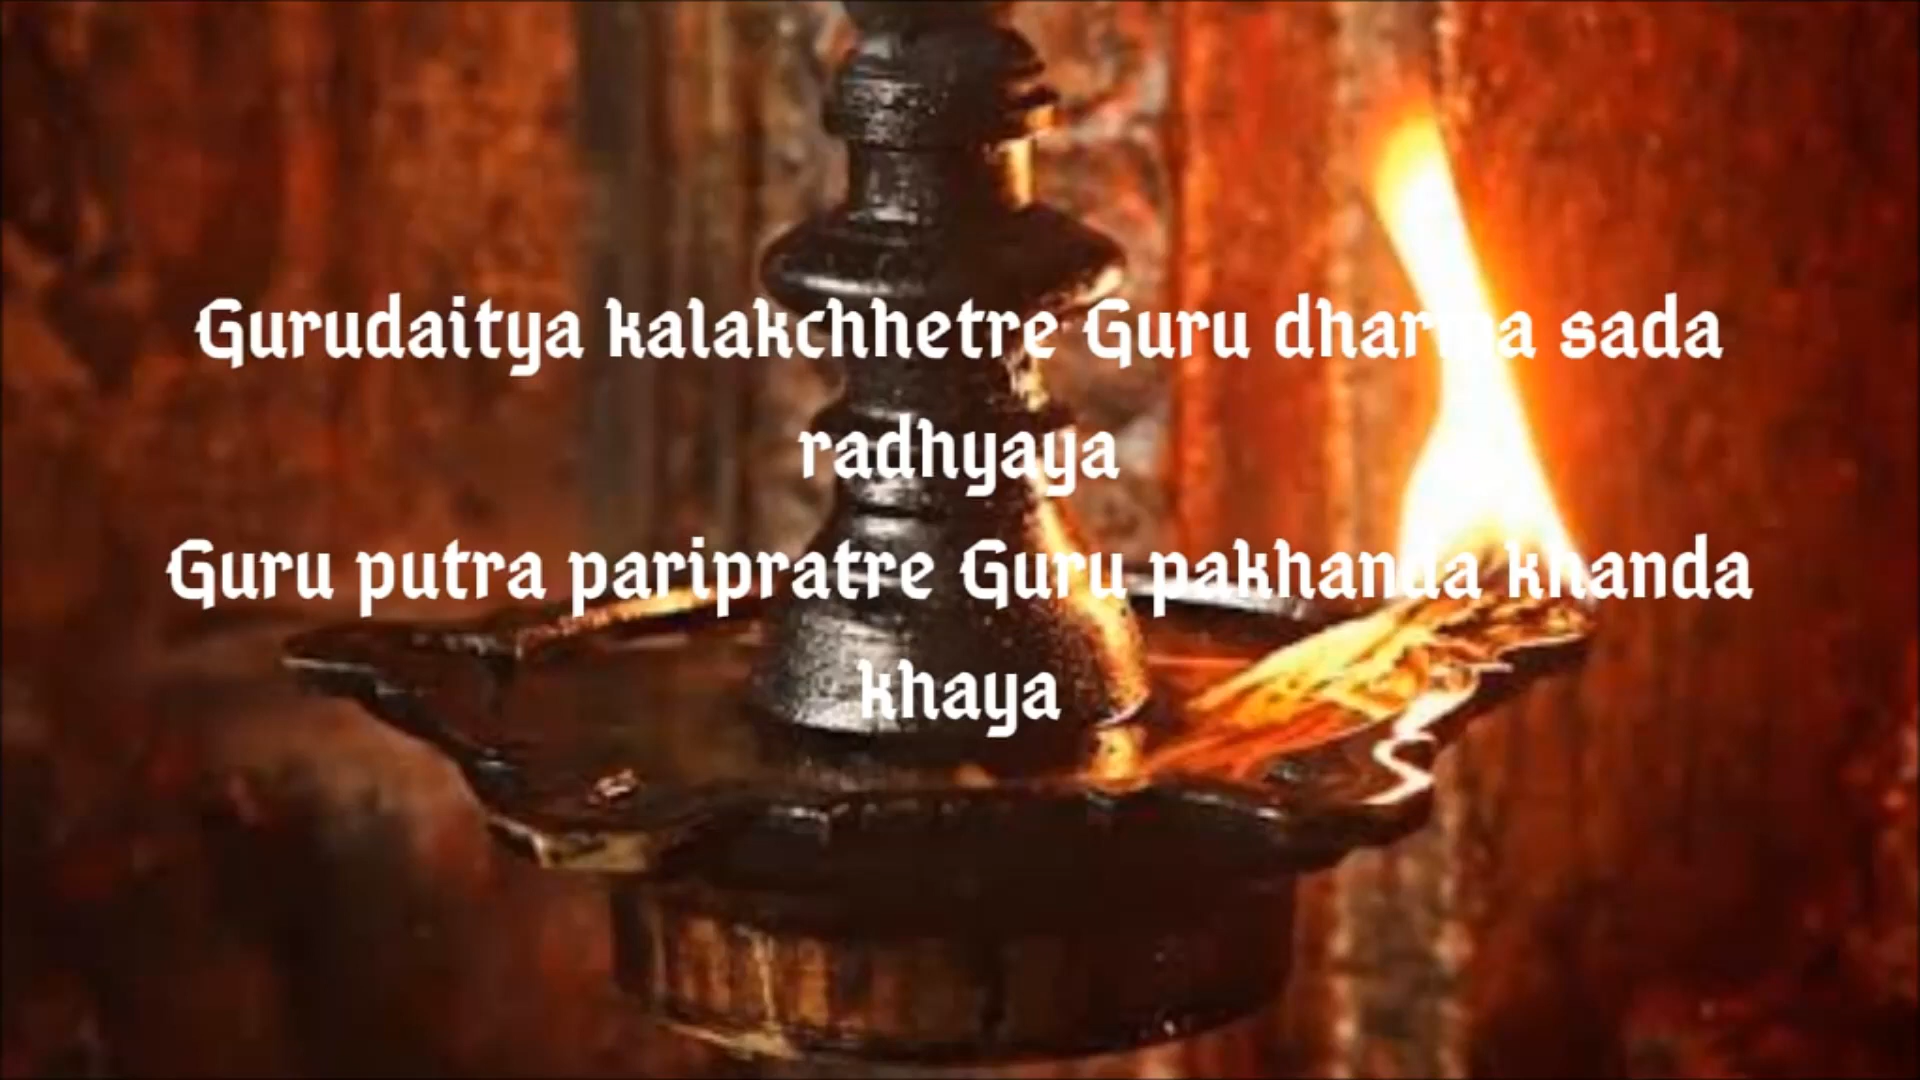 Gurudaitya kalakchhetre Guru dharma sada
radhyaya
Guru putra paripratre Guru pakhanda khanda
khaya